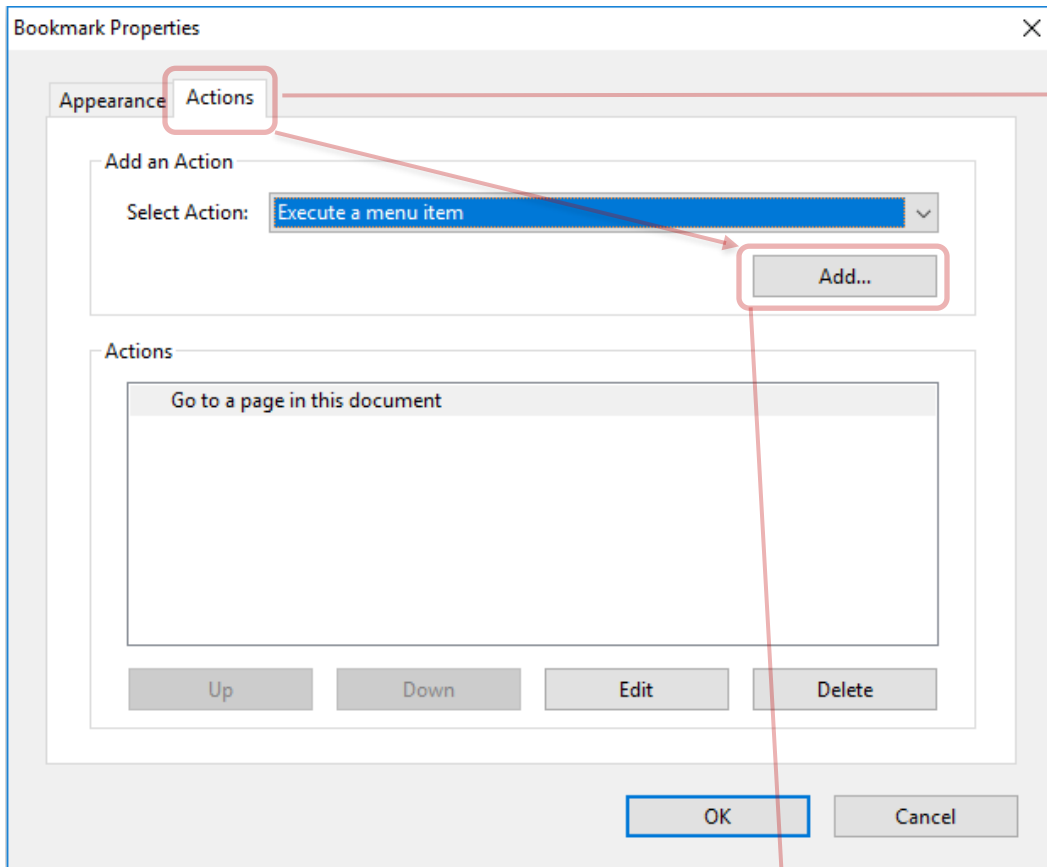 Bookmark Properties
Appearance Actions
Add an Action
Select Action: Execute a menu item
Add...
Actions
Go to a page in this document
Up Down Edit Delete
OK Cancel